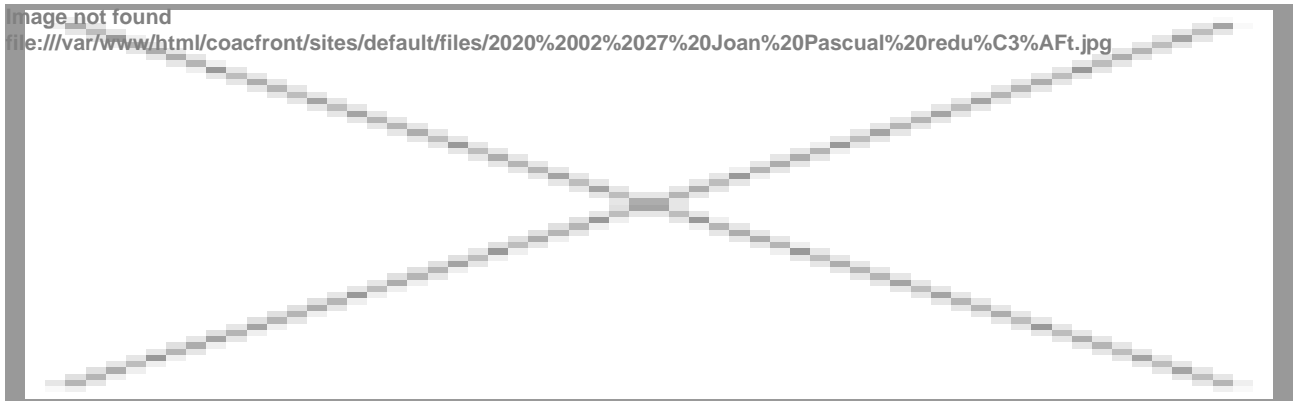 Image not found
file:///var/www/html/coacfront/sites/default/files/2020%2002%2027%20Joan%20Pascual%20redu%C3%AFt.jpg